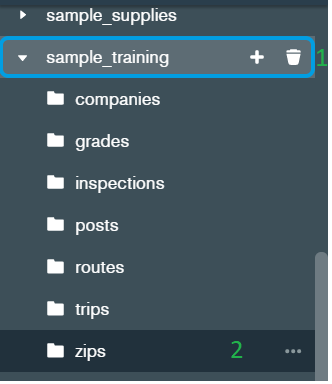 sample_supplies
sample_training 1
companies
grades
inspections
posts
routes
trips
zips 2